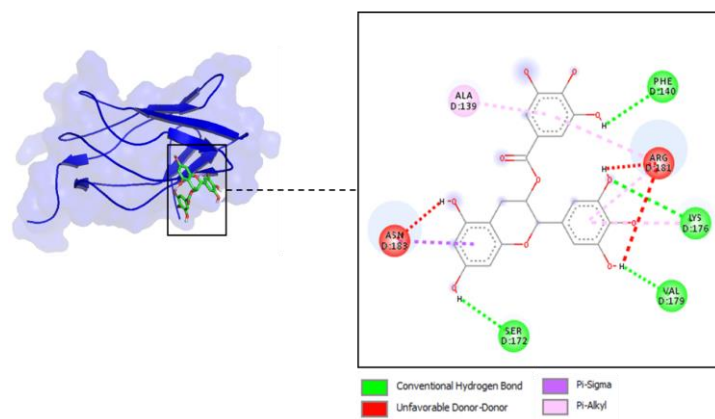 PHE
D:140
ALA
D:139
ARG
D:181
LYS
D:176
ASN
D:183
VAL
D:179
SER
D:172
H
H
H
H
H
O
O
O
Conventional Hydrogen Bond
Unfavorable Donor-Donor
Pi-Sigma
Pi-Alkyl